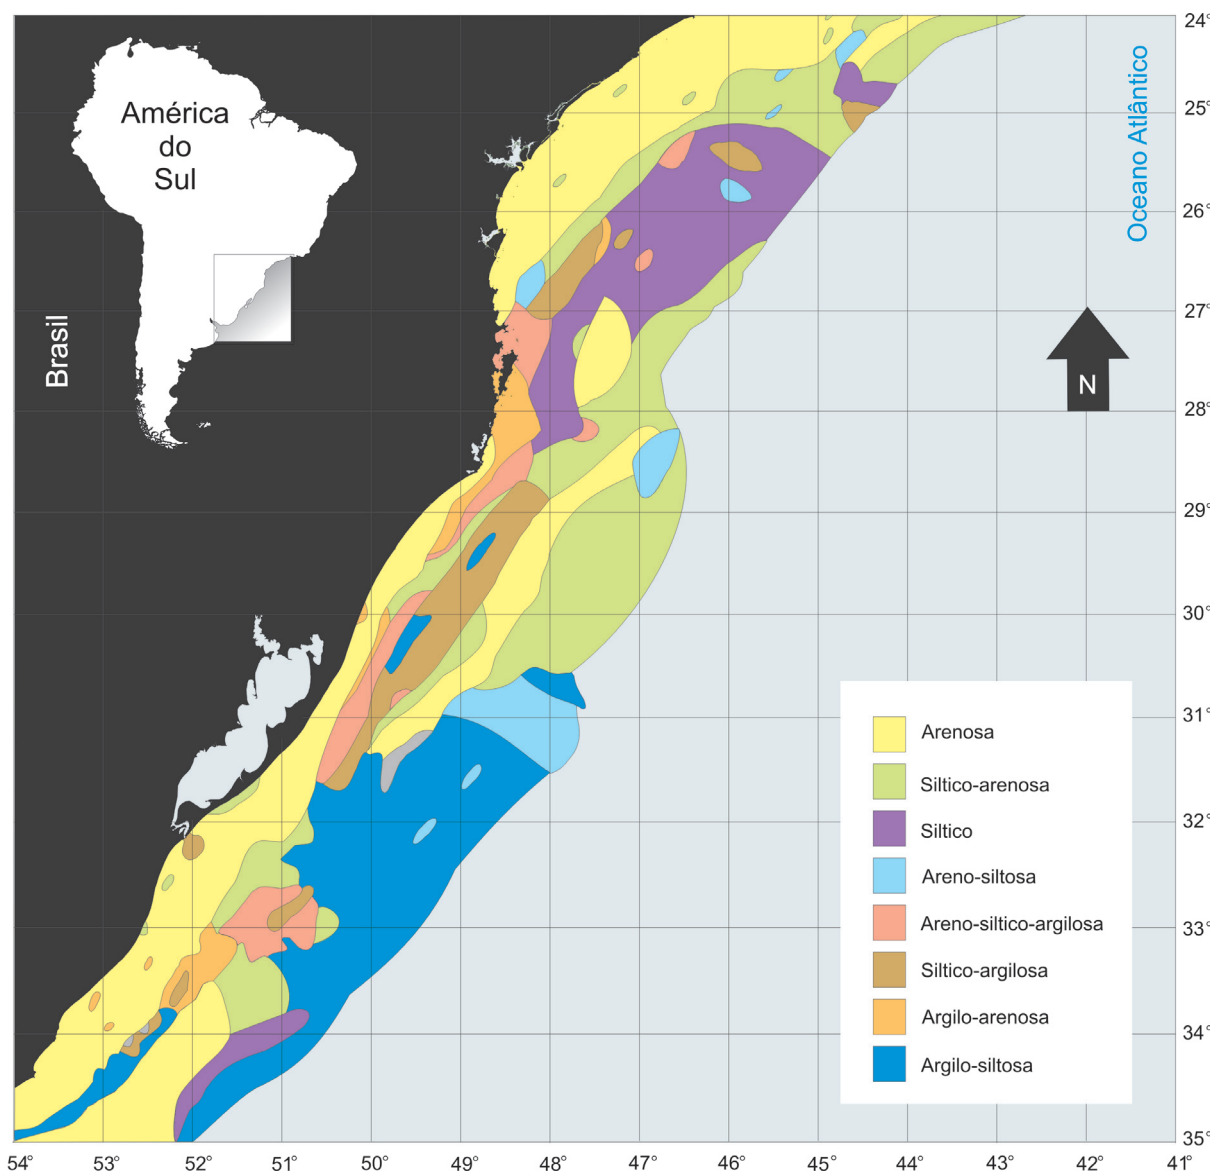 24°
América
do
Sul
Oceano Atlântico
25°
26°
Brasil
27°
N
28°
29°
30°
31°
Arenosa
Siltico-arenosa
Siltico
32°
Areno-siltosa
Areno-siltico-argilosa
33°
Siltico-argilosa
Argilo-arenosa
34°
Argilo-siltosa
35°
54° 53° 52° 51° 50° 49° 48° 47° 46° 45° 44° 43° 42° 41°